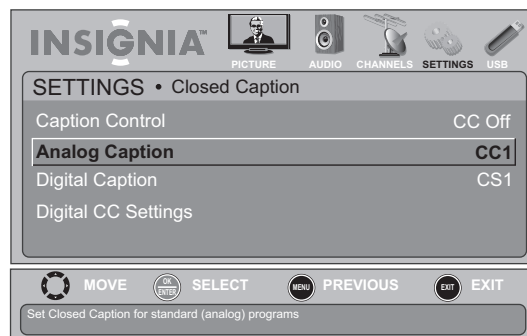 INSIGNIA™
PICTURE AUDIO CHANNELS SETTINGS USB
SETTINGS • Closed Caption
Caption Control CC Off
Analog Caption CC1
Digital Caption CS1
Digital CC Settings
MOVE OK ENTER SELECT MENU PREVIOUS EXIT EXIT
Set Closed Caption for standard (analog) programs